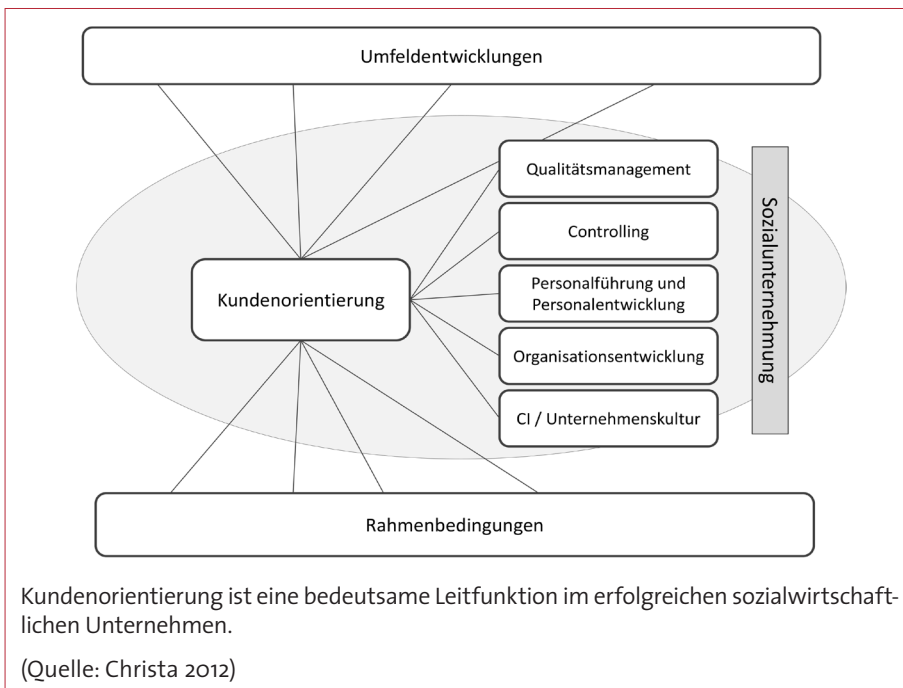 Umfeldentwicklungen
Qualitätsmanagement
Controlling
Personalführung und
Personalentwicklung
Organisationsentwicklung
CI / Unternehmenskultur
Kundenorientierung
Sozialunternehmung
Rahmenbedingungen
Kundenorientierung ist eine bedeutsame Leitfunktion im erfolgreichen sozialwirtschaft-
lichen Unternehmen.
(Quelle: Christa 2012)